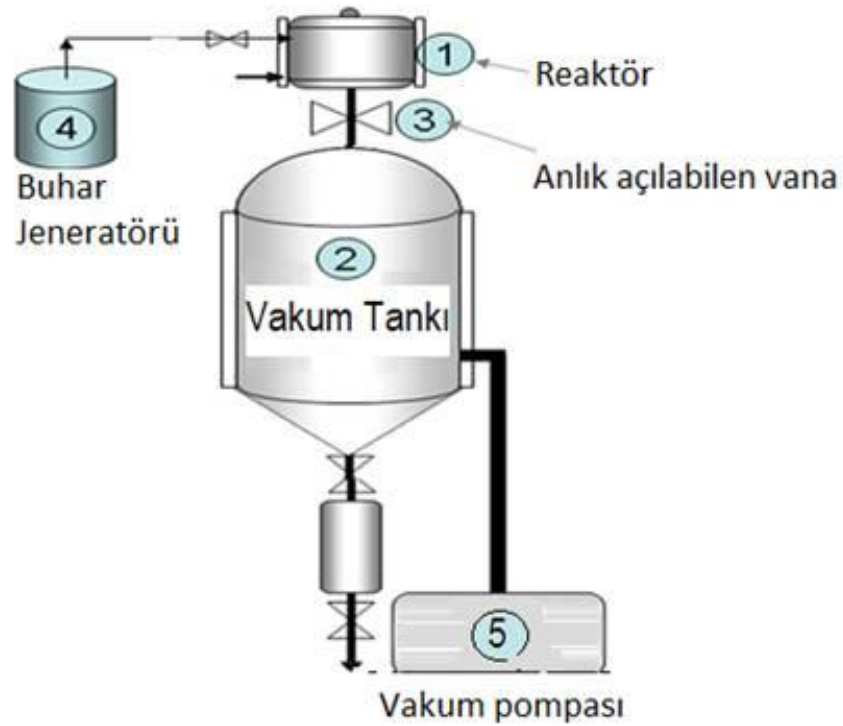 1
Reaktör
4
3
Buhar
Jeneratörü
Anlık açılabilen vana
2
Vakum Tankı
5
Vakum pompası